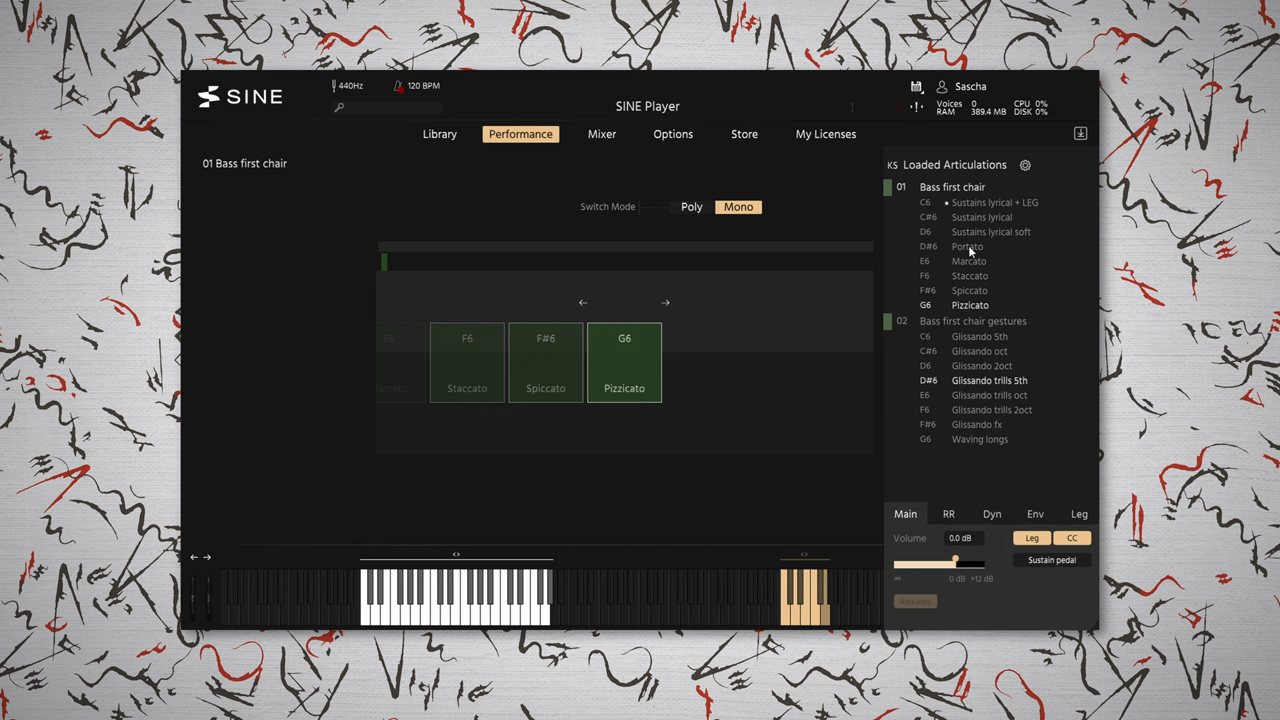 SINE
440Hz
120 BPM
SINE Player
Sascha
Voices 0
RAM 389.4 MB
CPU 0%
DISK 0%
Library Performance Mixer Options Store My Licenses
01 Bass first chair
Switch Mode Poly Mono
E6 F6 F#6 G6
Staccato Spiccato Pizzicato
KS Loaded Articulations
01 Bass first chair
C6 Sustains lyrical + LEG
C#6 Sustains lyrical
D6 Sustains lyrical soft
D#6 Portato
E6 Marcato
F6 Staccato
F#6 Spiccato
G6 Pizzicato
02 Bass first chair gestures
C6 Glissando 5th
C#6 Glissando oct
D6 Glissando 2oct
D#6 Glissando trills 5th
E6 Glissando trills oct
F6 Glissando trills 2oct
F#6 Glissando fx
G6 Waving longs
Main RR Dyn Env Leg
Volume 0.0 dB
Leg CC
Sustain pedal
∞ 0 dB +12 dB
Releases